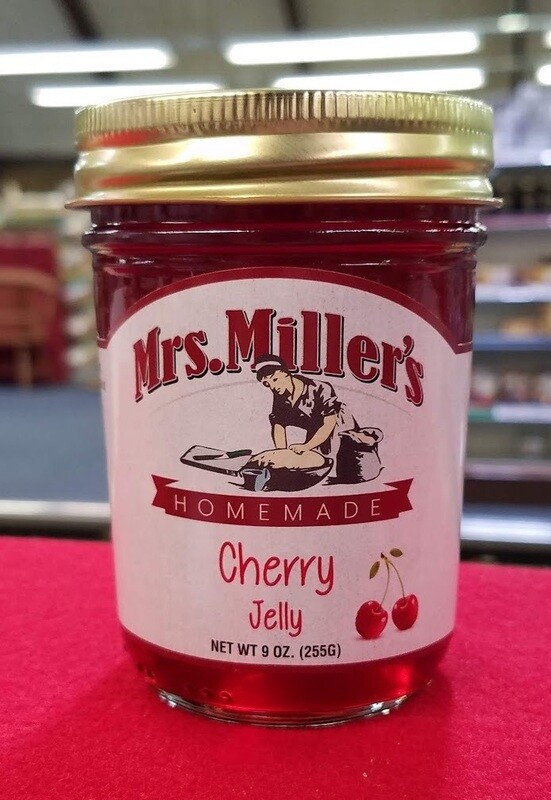 Mrs. Miller's
HOMEMADE
Cherry
Jelly
NET WT 9 OZ. (255G)